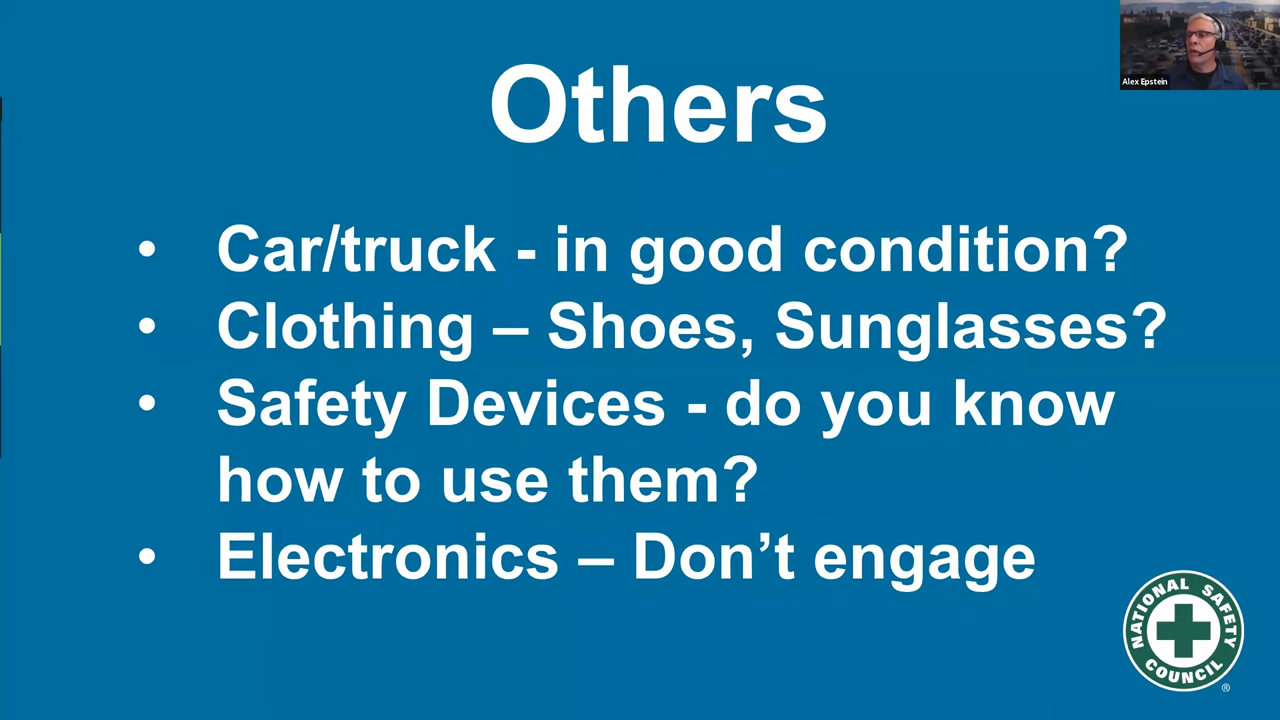 Alex Epstein
Others
• Car/truck - in good condition?
• Clothing – Shoes, Sunglasses?
• Safety Devices - do you know
how to use them?
• Electronics – Don’t engage
NATIONAL SAFETY
COUNCIL
®